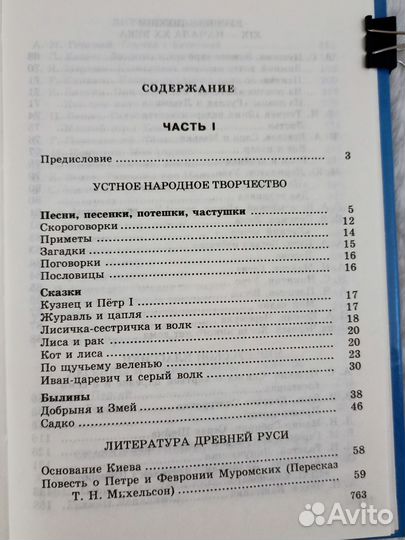 СОДЕРЖАНИЕ
ЧАСТЬ I
Предисловие 3
УСТНОЕ НАРОДНОЕ ТВОРЧЕСТВО
Песни, песенки, потешки, частушки 5
Скороговорки 12
Приметы 14
Загадки 15
Поговорки 16
Пословицы 16
Сказки
Кузнец и Пётр I 17
Журавль и цапля 17
Лисичка-сестричка и волк 18
Лиса и рак 20
Кот и лиса 20
По щучьему веленью 23
Иван-царевич и серый волк 30
Былины
Добрыня и Змей 38
Садко 46
ЛИТЕРАТУРА ДРЕВНЕЙ РУСИ
Основание Киева 58
Повесть о Петре и Февронии Муромских (Пересказ
Т. Н. Михельсон) 59
763
Avito